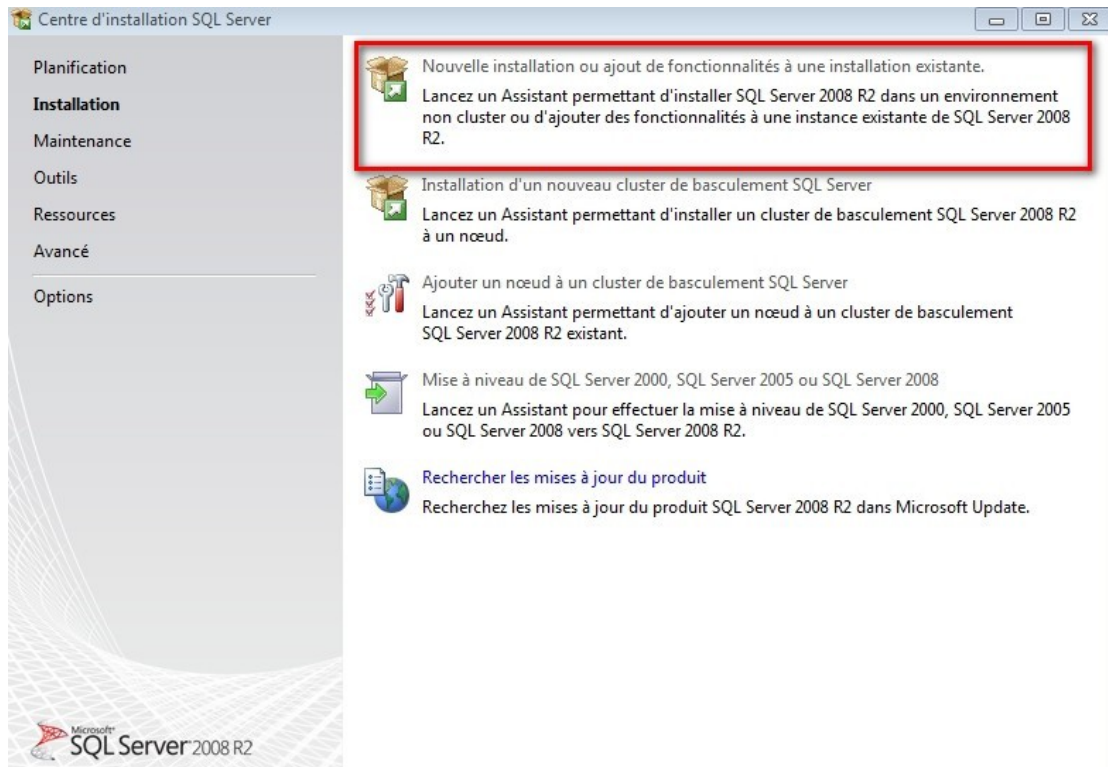 Centre d'installation SQL Server
Planification
Installation
Maintenance
Outils
Ressources
Avancé
Options
Nouvelle installation ou ajout de fonctionnalités à une installation existante.
Lancez un Assistant permettant d'installer SQL Server 2008 R2 dans un environnement
non cluster ou d'ajouter des fonctionnalités à une instance existante de SQL Server 2008
R2.
Installation d'un nouveau cluster de basculement SQL Server
Lancez un Assistant permettant d'installer un cluster de basculement SQL Server 2008 R2
à un nœud.
Ajouter un nœud à un cluster de basculement SQL Server
Lancez un Assistant permettant d'ajouter un nœud à un cluster de basculement
SQL Server 2008 R2 existant.
Mise à niveau de SQL Server 2000, SQL Server 2005 ou SQL Server 2008
Lancez un Assistant pour effectuer la mise à niveau de SQL Server 2000, SQL Server 2005
ou SQL Server 2008 vers SQL Server 2008 R2.
Rechercher les mises à jour du produit
Recherchez les mises à jour du produit SQL Server 2008 R2 dans Microsoft Update.
Microsoft
SQL Server 2008 R2